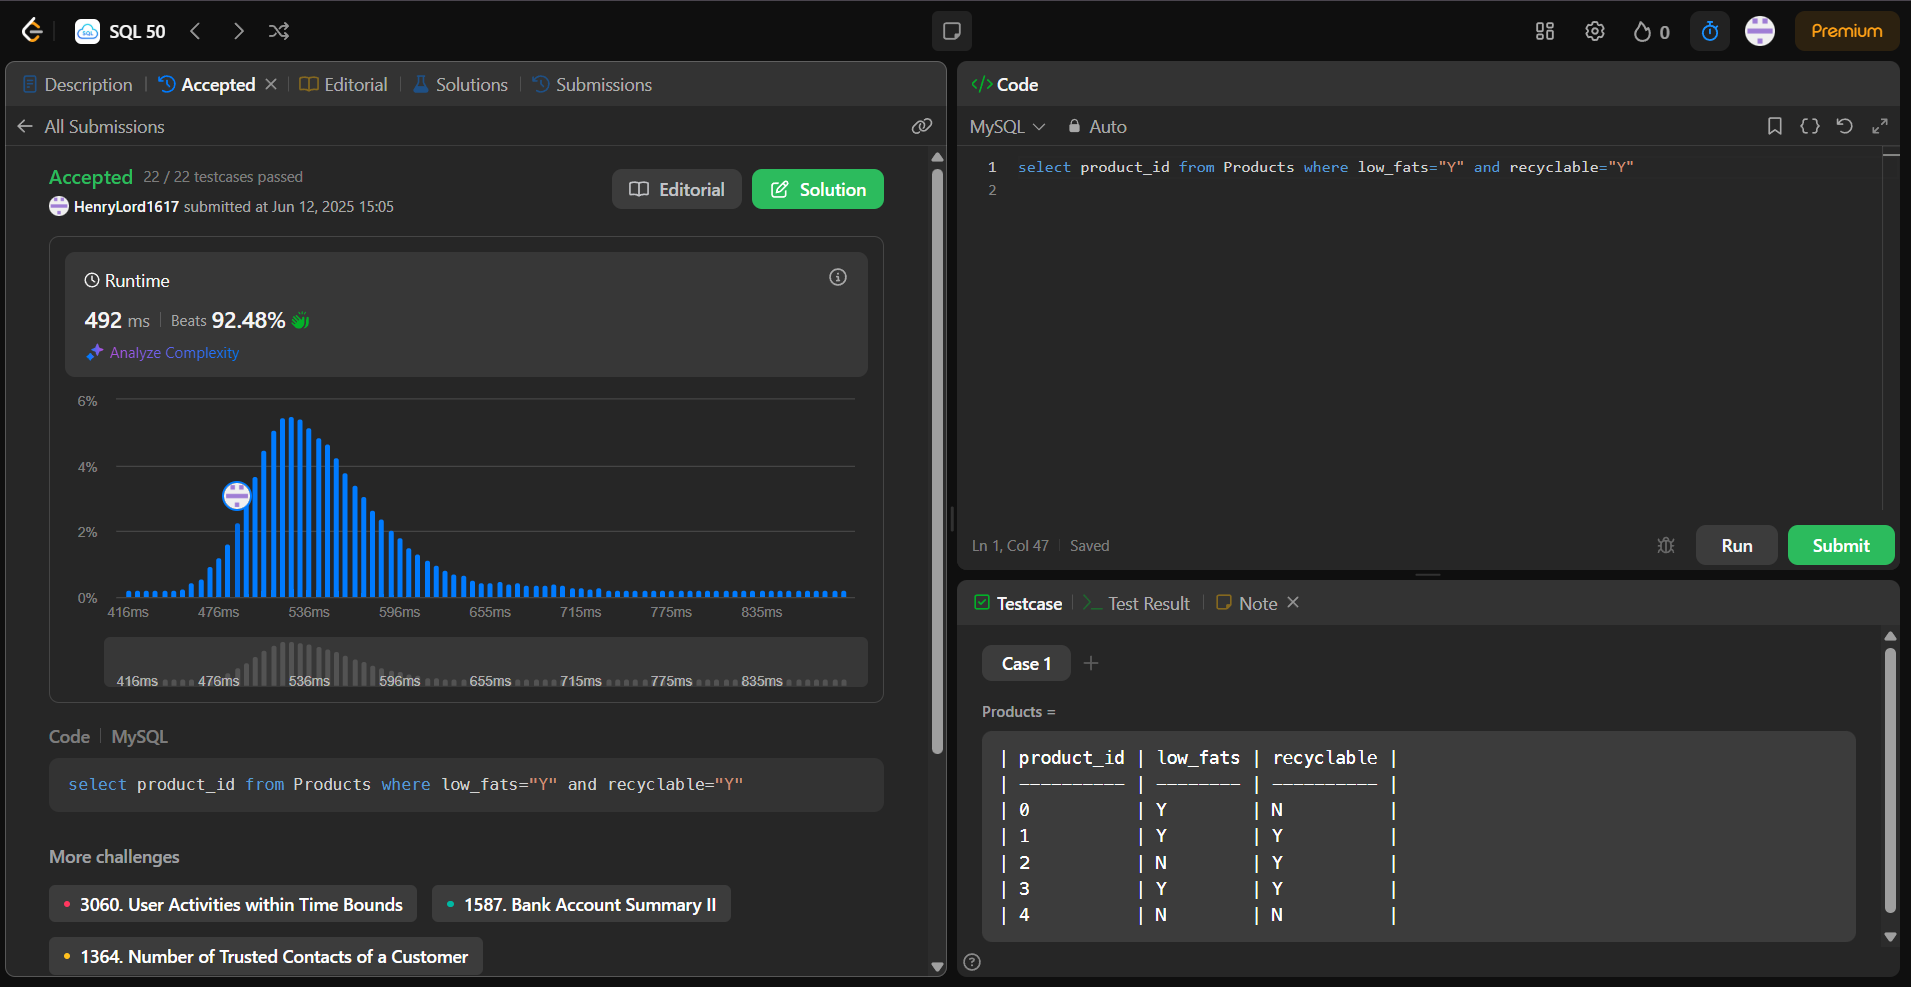 SQL 50
0
Premium
Description
Accepted
Editorial
Solutions
Submissions
All Submissions
Accepted 22 / 22 testcases passed
HenryLord1617 submitted at Jun 12, 2025 15:05
Editorial
Solution
Runtime
492 ms Beats 92.48%
Analyze Complexity
6%
4%
2%
0%
416ms 476ms 536ms 596ms 655ms 715ms 775ms 835ms
416ms 476ms 536ms 596ms 655ms 715ms 775ms 835ms
Code MySQL
select product_id from Products where low_fats="Y" and recyclable="Y"
More challenges
3060. User Activities within Time Bounds
1587. Bank Account Summary II
1364. Number of Trusted Contacts of a Customer
</> Code
MySQL Auto
1 select product_id from Products where low_fats="Y" and recyclable="Y"
2
Ln 1, Col 47 Saved
Run
Submit
Testcase
Test Result
Note
Case 1
Products =
| product_id | low_fats | recyclable |
| ---------- | -------- | ---------- |
| 0 | Y | N |
| 1 | Y | Y |
| 2 | N | Y |
| 3 | Y | Y |
| 4 | N | N |